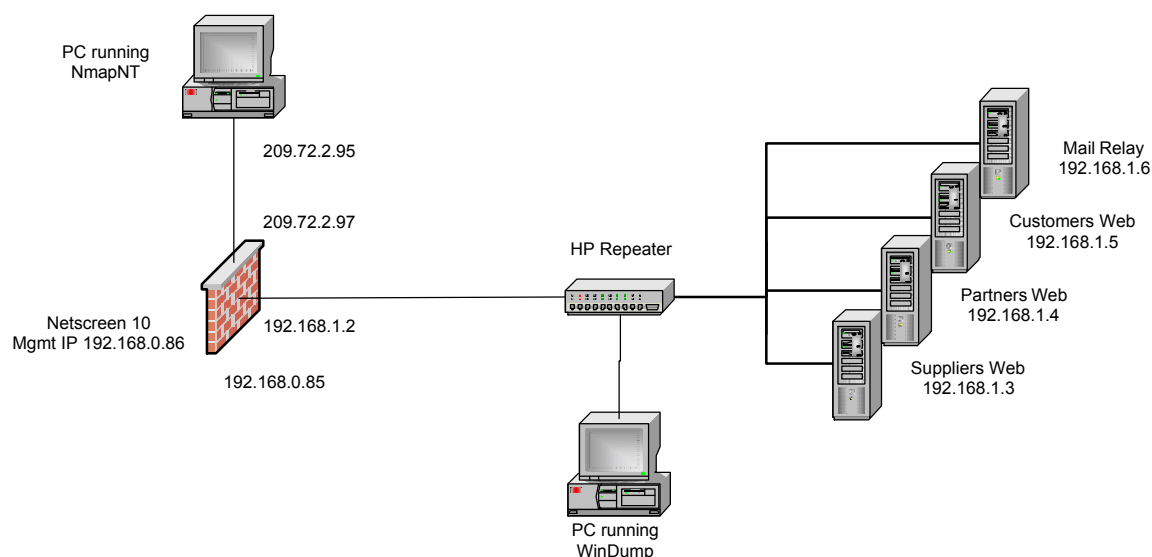 PC running
NmapNT
209.72.2.95
209.72.2.97
Netscreen 10
Mgmt IP 192.168.0.86
192.168.1.2
192.168.0.85
HP Repeater
PC running
WinDump
Mail Relay
192.168.1.6
Customers Web
192.168.1.5
Partners Web
192.168.1.4
Suppliers Web
192.168.1.3